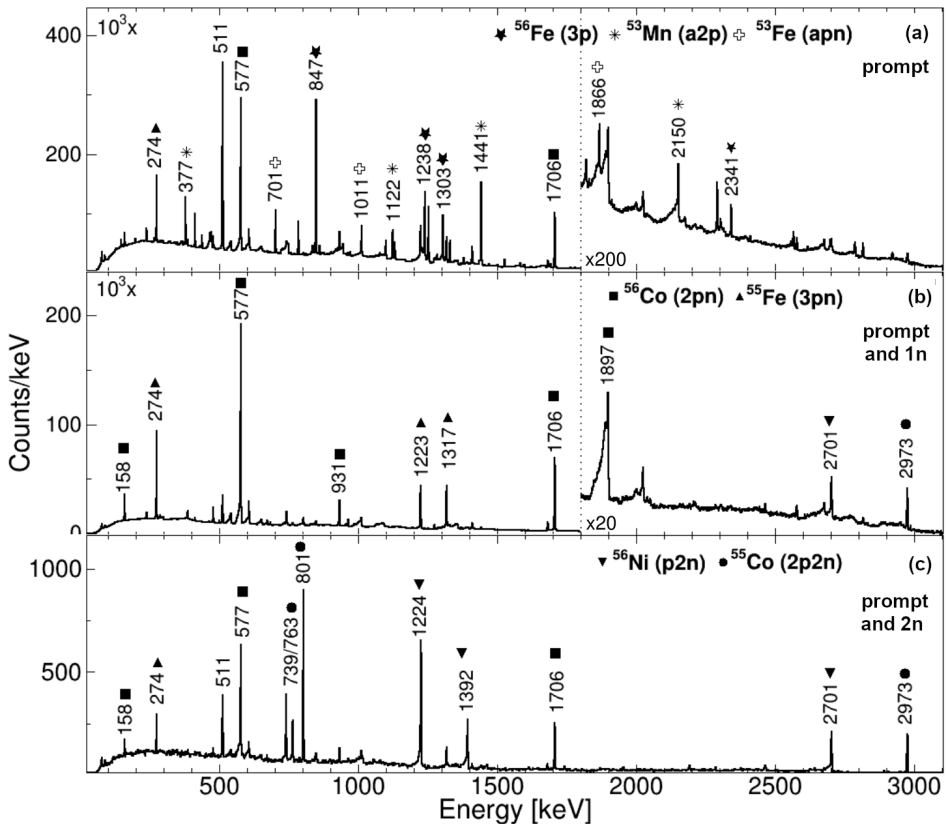 400
10³x
511
577■
847★
★ ⁵⁶Fe (3p) ✳ ⁵³Mn (a2p) ✚ ⁵³Fe (apn)
(a)
prompt
1866 ✚
2150 ✳
2341★
274▲
377 ✳
701✚
1011 ✚
1122 ✳
1238★
1303★
1441✳
1706■
200
x200
10³x
577■
■ ⁵⁶Co (2pn) ▲ ⁵⁵Fe (3pn)
(b)
prompt
and 1n
200
1897 ■
100
158 ■
274▲
931 ■
1223 ▲
1317 ▲
1706 ■
2701 ▼
2973 ●
0
x20
▼ ⁵⁶Ni (p2n) ● ⁵⁵Co (2p2n)
(c)
prompt
and 2n
1000
500
158 ■
274▲
511
577 ■
739/763 ●
801●
1224 ▼
1392 ▼
1706 ■
2701 ▼
2973 ●
500
1000
1500
2000
2500
3000
Energy [keV]
Counts/keV